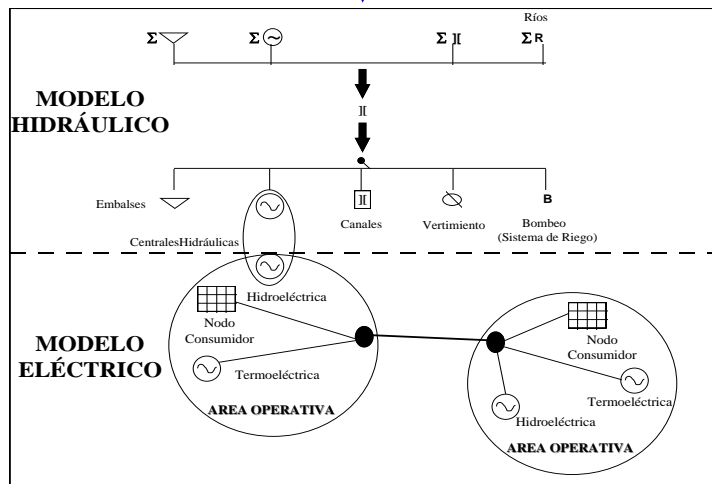 Ríos
Σ Σ Σ ][ Σ R
MODELO
HIDRÁULICO
][
][
B
Embalses
Canales
Vertimiento
Bombeo
(Sistema de Riego)
CentralesHidráulicas
Hidroeléctrica
Nodo
Consumidor
Termoeléctrica
AREA OPERATIVA
MODELO
ELÉCTRICO
Nodo
Consumidor
Termoeléctrica
Hidroeléctrica
AREA OPERATIVA